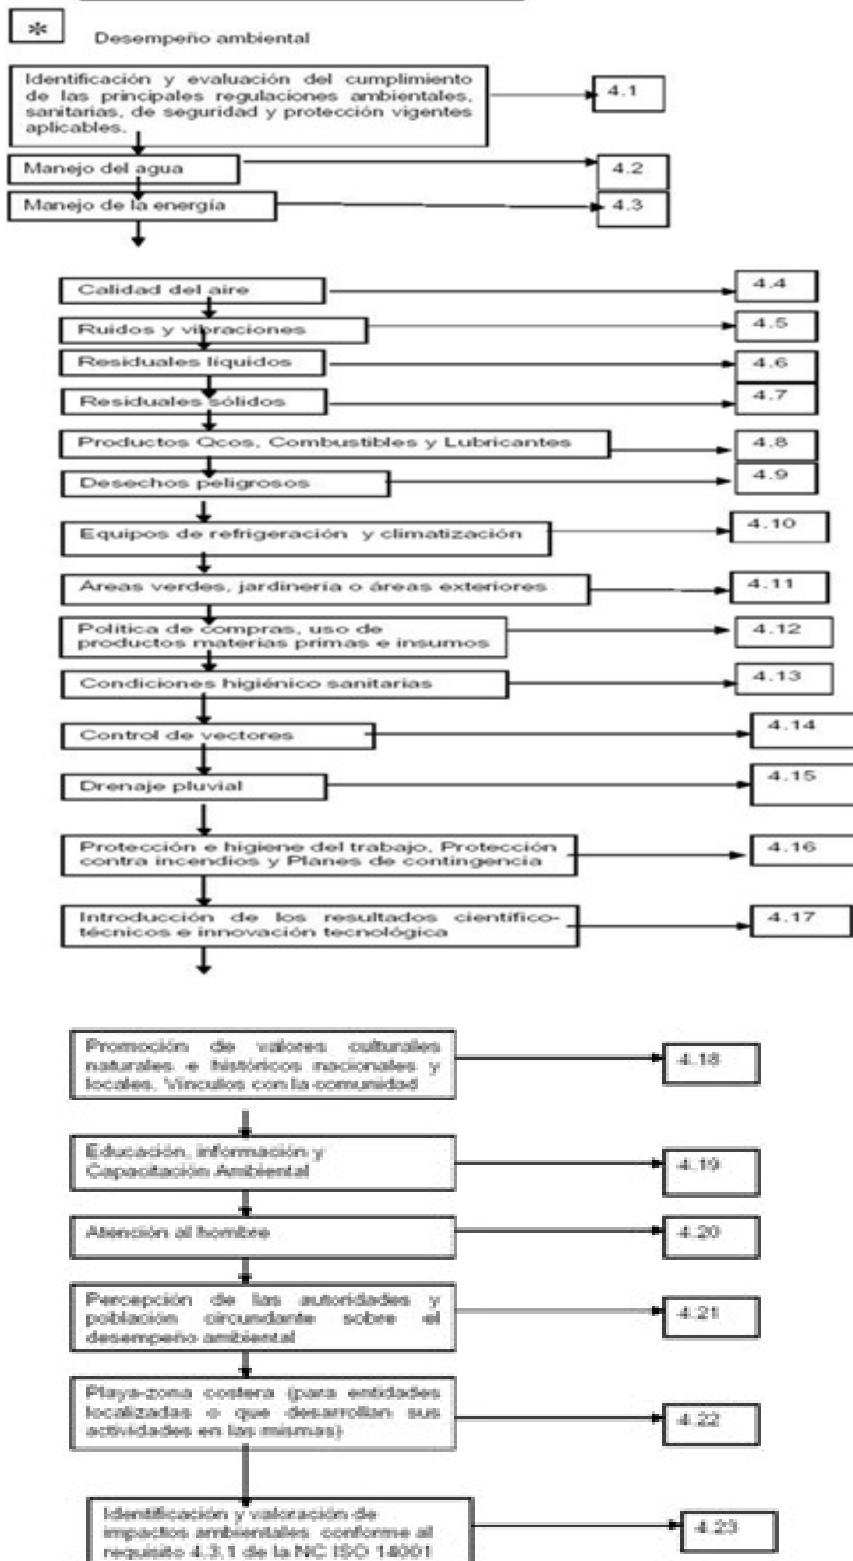 *
Desempeño ambiental
Identificación y evaluación del cumplimiento
de las principales regulaciones ambientales,
sanitarias, de seguridad y protección vigentes
aplicables.
4.1
Manejo del agua
4.2
Manejo de la energía
4.3
Calidad del aire
4.4
Ruidos y vibraciones
4.5
Residuales líquidos
4.6
Residuales sólidos
4.7
Productos Qcos, Combustibles y Lubricantes
4.8
Desechos peligrosos
4.9
Equipos de refrigeración y climatización
4.10
Áreas verdes, jardinería o áreas exteriores
4.11
Política de compras, uso de
productos materias primas e insumos
4.12
Condiciones higiénico sanitarias
4.13
Control de vectores
4.14
Drenaje pluvial
4.15
Protección e higiene del trabajo, Protección
contra incendios y Planes de contingencia
4.16
Introducción de los resultados científico-
técnicos e innovación tecnológica
4.17
Promoción de valores culturales
naturales e históricos nacionales y
locales. Vínculos con la comunidad
4.18
Educación, información y
Capacitación Ambiental
4.19
Atención al hombre
4.20
Percepción de las autoridades y
población circundante sobre el
desempeño ambiental
4.21
Playa-zona costera (para entidades
localizadas o que desarrollan sus
actividades en las mismas)
4.22
Identificación y valoración de
impactos ambientales conforme al
requisito 4.3.1 de la NC ISO 14001
4.23